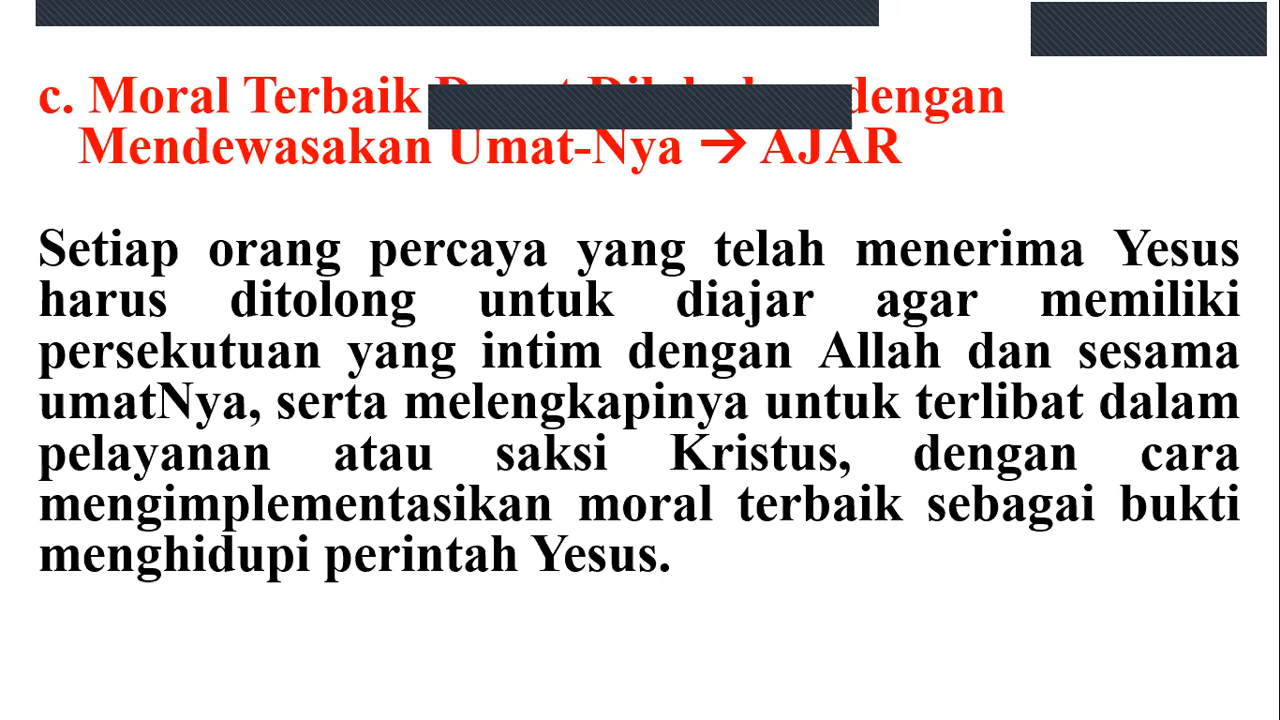 c. Moral Terbaik dengan
Mendewasakan Umat-Nya → AJAR
Setiap orang percaya yang telah menerima Yesus
harus ditolong untuk diajar agar memiliki
persekutuan yang intim dengan Allah dan sesama
umatNya, serta melengkapinya untuk terlibat dalam
pelayanan atau saksi Kristus, dengan cara
mengimplementasikan moral terbaik sebagai bukti
menghidupi perintah Yesus.